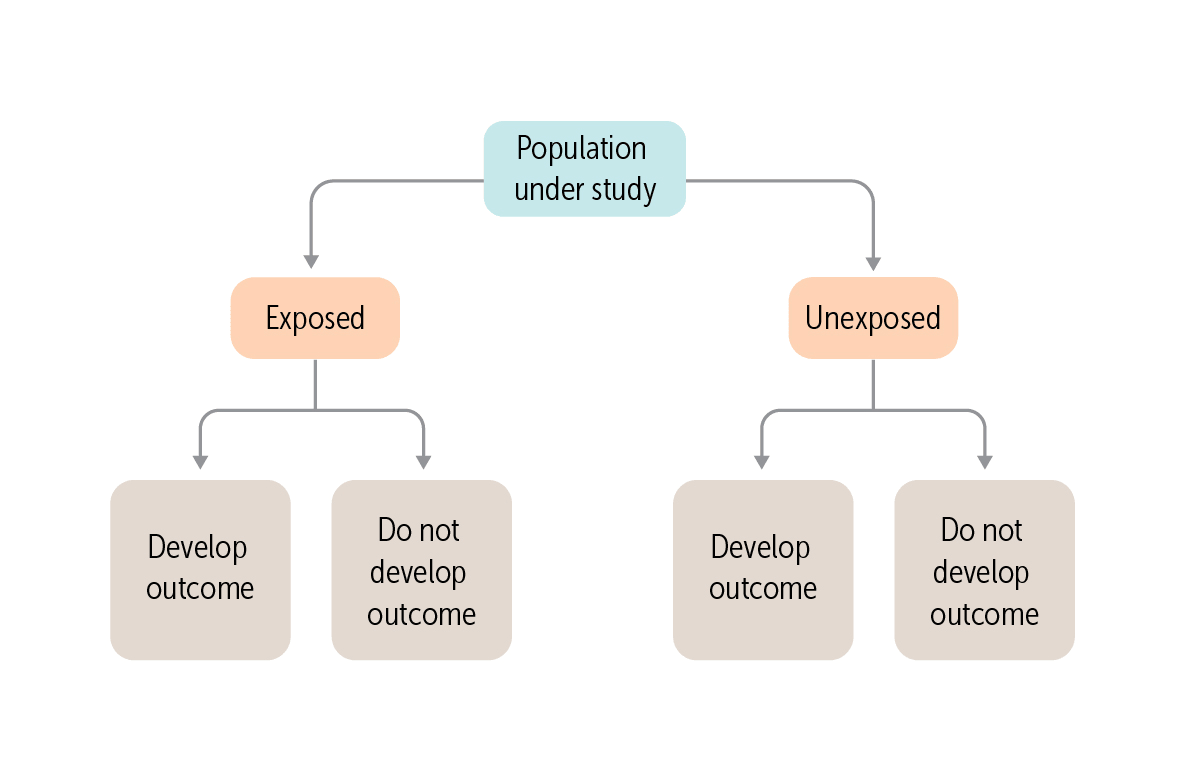 Population
under study
Exposed
Unexposed
Develop
outcome
Do not
develop
outcome
Develop
outcome
Do not
develop
outcome